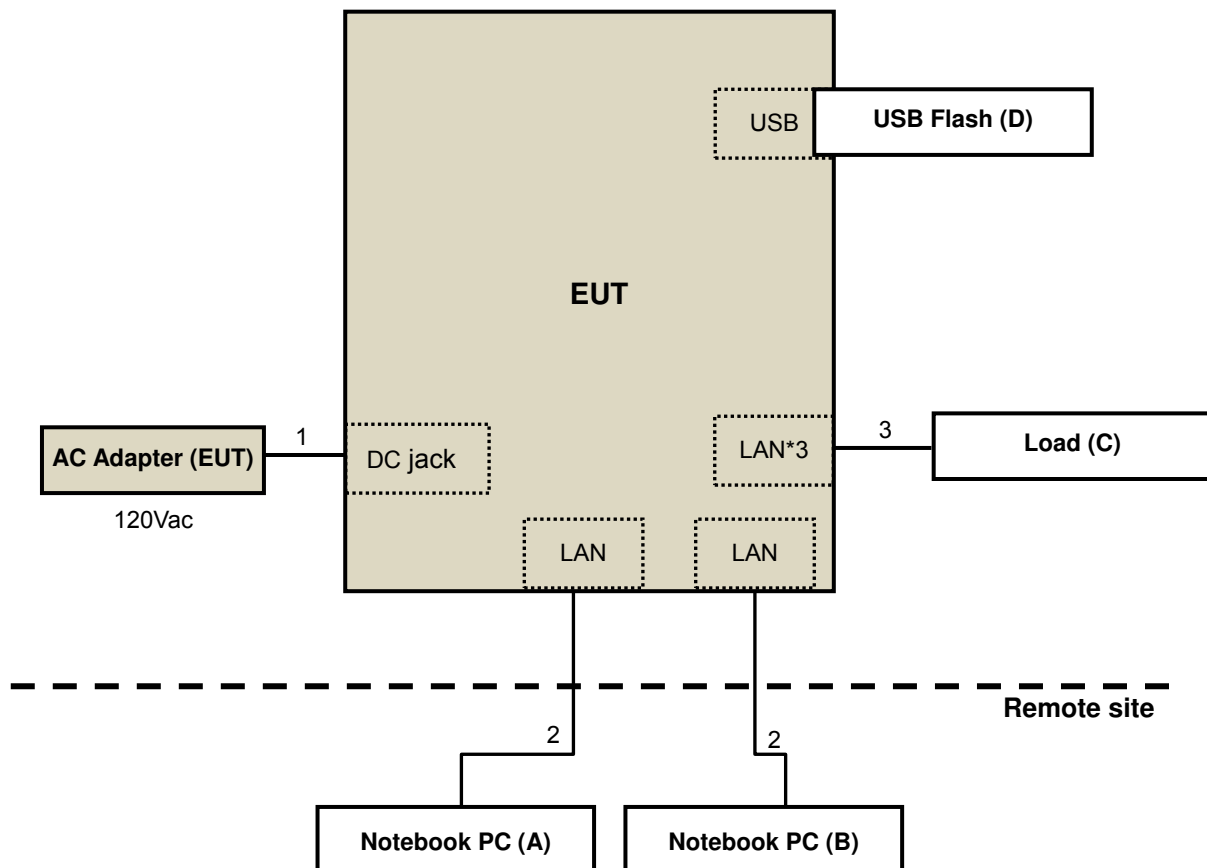 USB
USB Flash (D)
EUT
1
3
AC Adapter (EUT)
DC jack
LAN*3
Load (C)
120Vac
LAN
LAN
Remote site
2
2
Notebook PC (A)
Notebook PC (B)